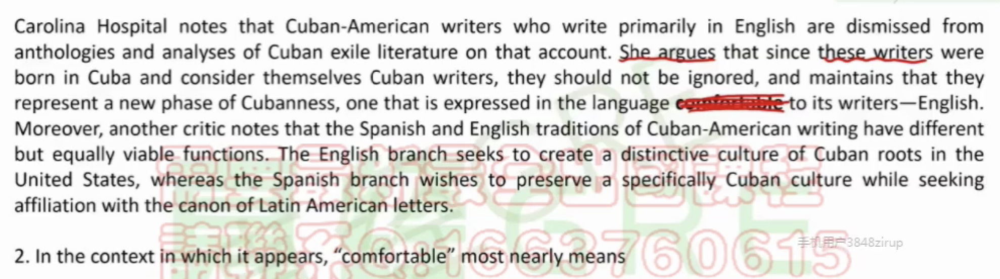 Carolina Hospital notes that Cuban-American writers who write primarily in English are dismissed from
anthologies and analyses of Cuban exile literature on that account. She argues that since these writers were
born in Cuba and consider themselves Cuban writers, they should not be ignored, and maintains that they
represent a new phase of Cubanness, one that is expressed in the language comfortable to its writers—English.
Moreover, another critic notes that the Spanish and English traditions of Cuban-American writing have different
but equally viable functions. The English branch seeks to create a distinctive culture of Cuban roots in the
United States, whereas the Spanish branch wishes to preserve a specifically Cuban culture while seeking
affiliation with the canon of Latin American letters.
手机用户3848zirup
2. In the context in which it appears, “comfortable” most nearly means